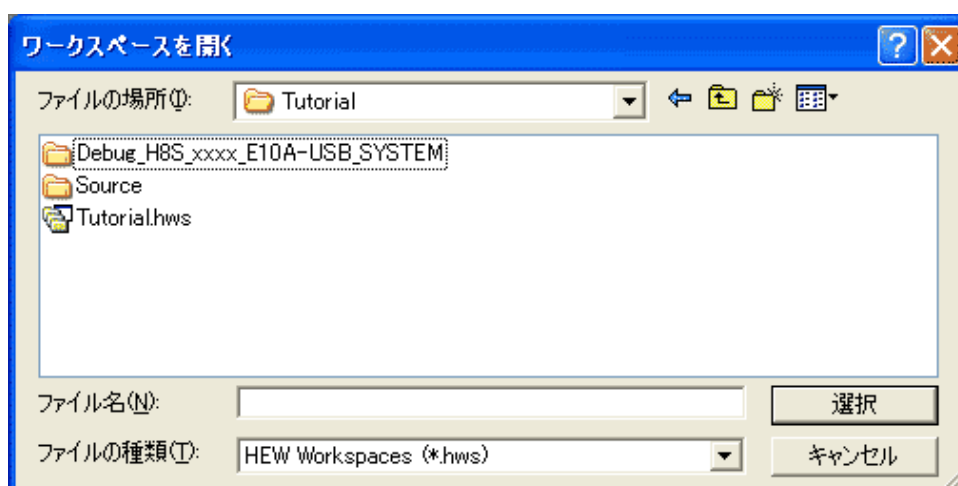 ワークスペースを開く
ファイルの場所(I): Tutorial
Debug_H8S_xxxx_E10A-USB_SYSTEM
Source
Tutorial.hws
ファイル名(N): 選択
ファイルの種類(T): HEW Workspaces (*.hws) キャンセル